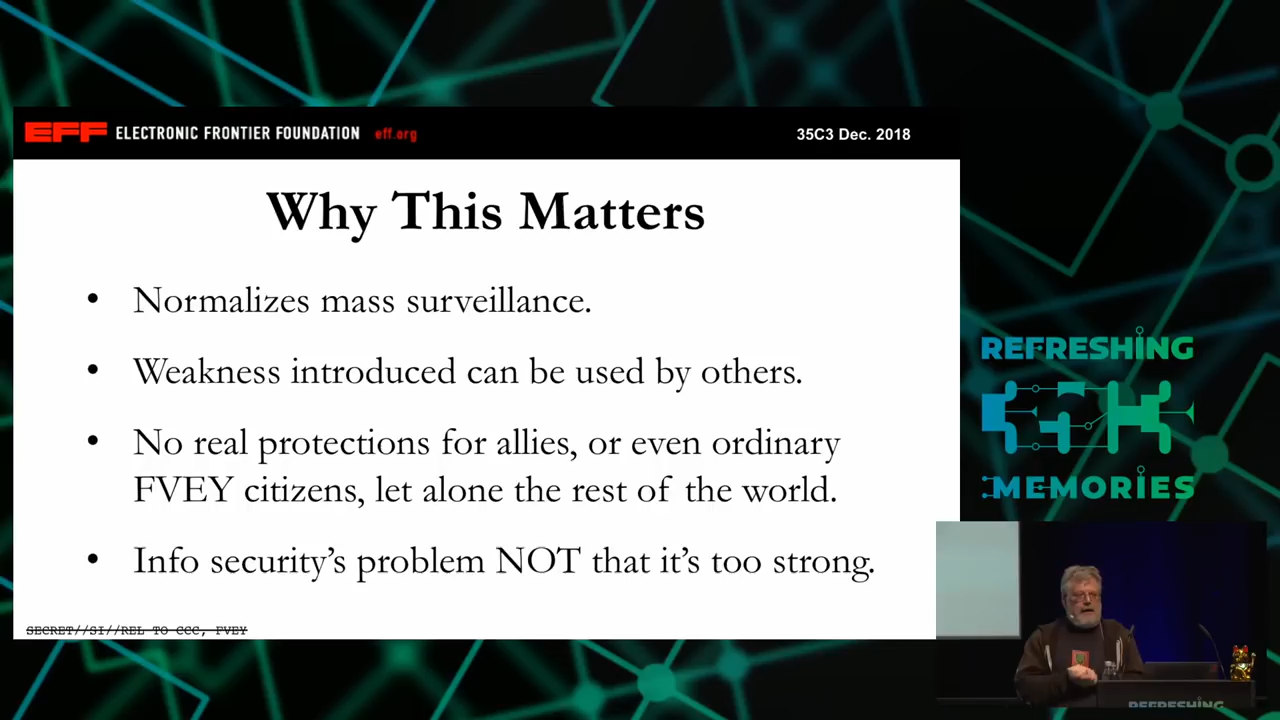 EFF ELECTRONIC FRONTIER FOUNDATION eff.org
35C3 Dec. 2018
Why This Matters
• Normalizes mass surveillance.
• Weakness introduced can be used by others.
• No real protections for allies, or even ordinary
FVEY citizens, let alone the rest of the world.
• Info security’s problem NOT that it’s too strong.
SECRET//SI//REL TO CCC, FVEY
REFRESHING
MEMORIES
REFRESHING